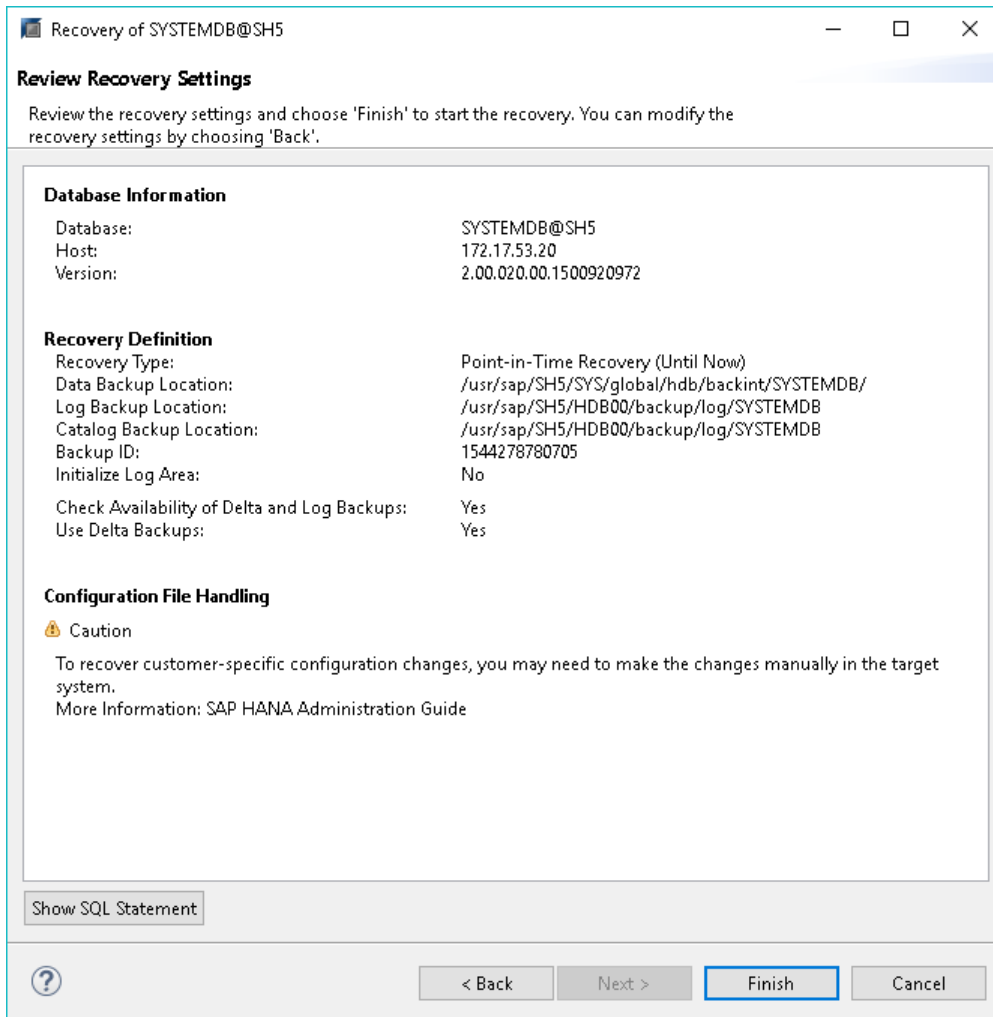 Recovery of SYSTEMDB@SH5
Review Recovery Settings
Review the recovery settings and choose 'Finish' to start the recovery. You can modify the
recovery settings by choosing 'Back'.
Database Information
Database: SYSTEMDB@SH5
Host: 172.17.53.20
Version: 2.00.020.00.1500920972
Recovery Definition
Recovery Type: Point-in-Time Recovery (Until Now)
Data Backup Location: /usr/sap/SH5/SYS/global/hdb/backint/SYSTEMDB/
Log Backup Location: /usr/sap/SH5/HDB00/backup/log/SYSTEMDB
Catalog Backup Location: /usr/sap/SH5/HDB00/backup/log/SYSTEMDB
Backup ID: 1544278780705
Initialize Log Area: No
Check Availability of Delta and Log Backups: Yes
Use Delta Backups: Yes
Configuration File Handling
Caution
To recover customer-specific configuration changes, you may need to make the changes manually in the target
system.
More Information: SAP HANA Administration Guide
Show SQL Statement
? < Back Next > Finish Cancel